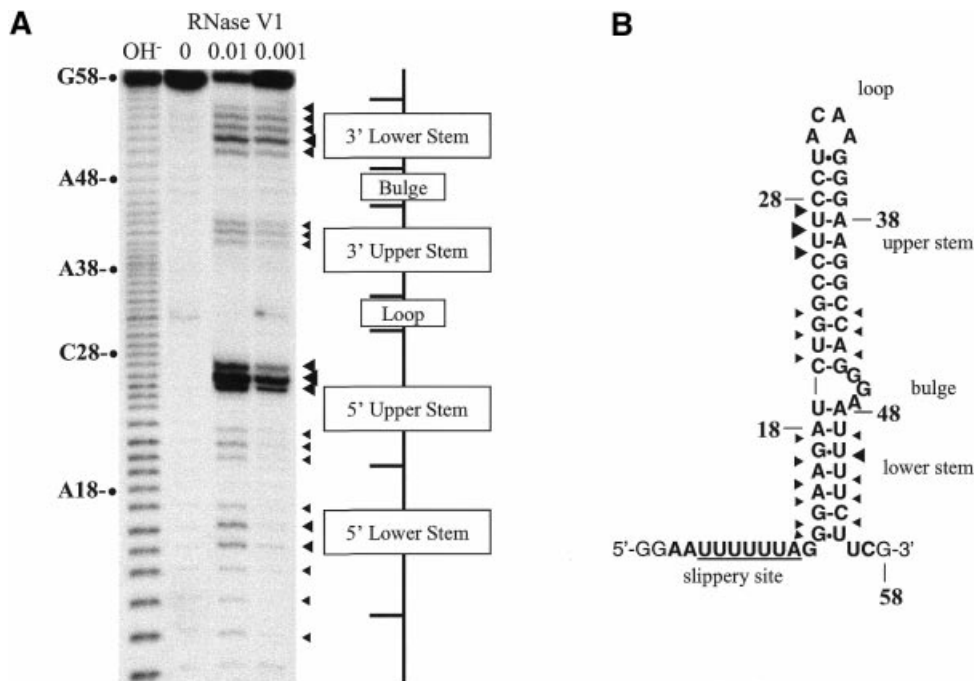 A
RNase V1
OH- 0 0.01 0.001
G58-•
3' Lower Stem
A48-•
Bulge
3' Upper Stem
A38-•
Loop
C28-•
5' Upper Stem
A18-•
5' Lower Stem
B
loop
C A
A A
U•G
C-G
28 C-G
U-A 38
U-A upper stem
C-G
C-G
G-C
G-C
U-A
C-G
G
G bulge
A
U-A 48
18 A-U
G•U
A-U lower stem
A-U
G-C
G•U
5'-GGAAUUUUUUAG UCG-3'
slippery site
58